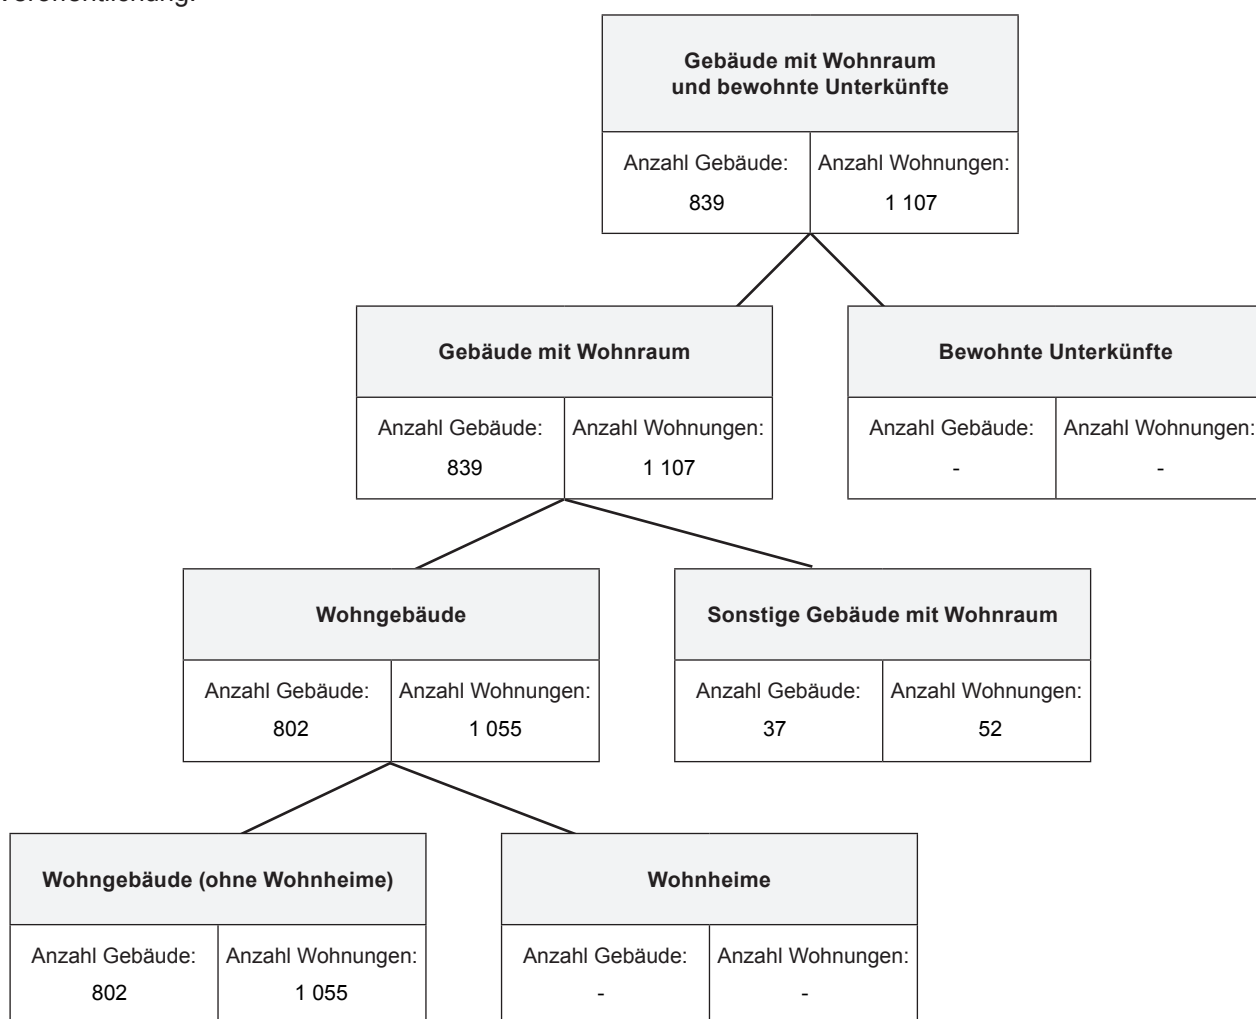 Veröffentlichung.
Gebäude mit Wohnraum
und bewohnte Unterkünfte
Anzahl Gebäude: Anzahl Wohnungen:
839 1 107
Gebäude mit Wohnraum Bewohnte Unterkünfte
Anzahl Gebäude: Anzahl Wohnungen: Anzahl Gebäude: Anzahl Wohnungen:
839 1 107 - -
Wohngebäude Sonstige Gebäude mit Wohnraum
Anzahl Gebäude: Anzahl Wohnungen: Anzahl Gebäude: Anzahl Wohnungen:
802 1 055 37 52
Wohngebäude (ohne Wohnheime) Wohnheime
Anzahl Gebäude: Anzahl Wohnungen: Anzahl Gebäude: Anzahl Wohnungen:
802 1 055 - -